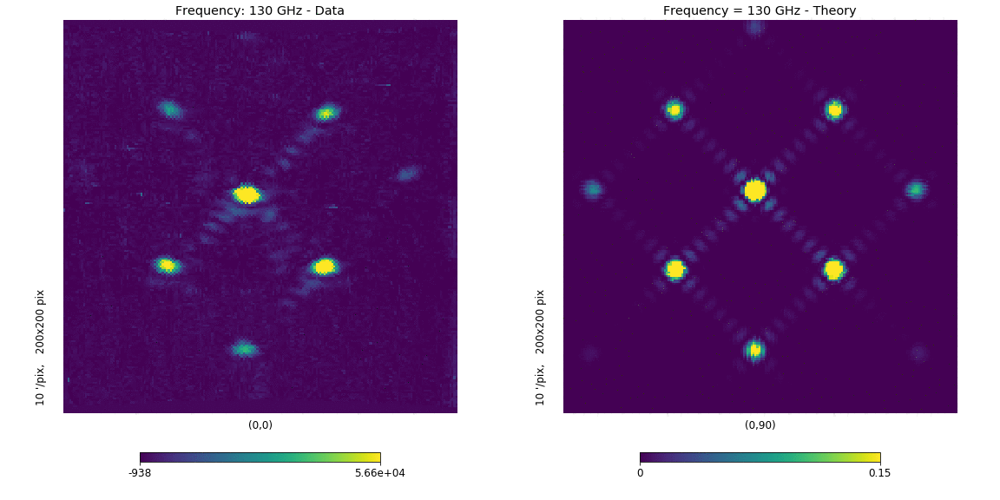 Frequency: 130 GHz - Data
10 '/pix,   200x200 pix
(0,0)
-938
5.66e+04
Frequency = 130 GHz - Theory
10 '/pix,   200x200 pix
(0,90)
0
0.15